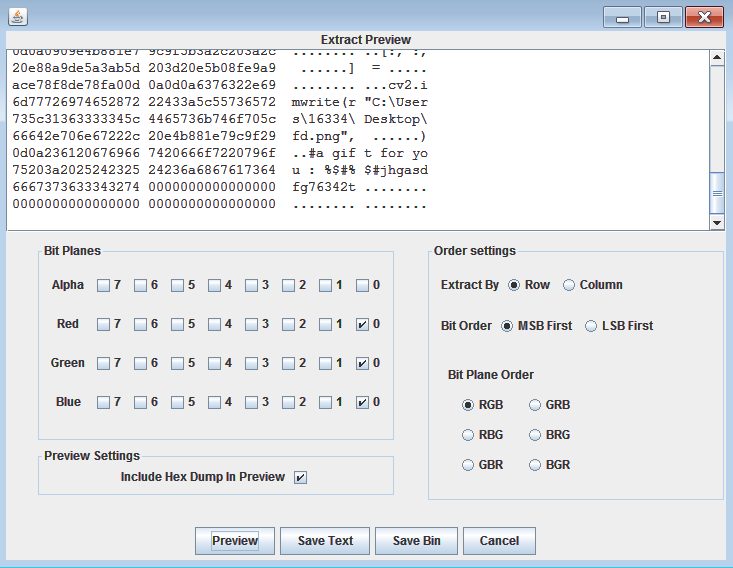 Extract Preview
0d0a0909e4b881e7 9c9f5b3a2c203a2c  ........ ..[:, :,
20e88a9de5a3ab5d 203d20e5b08fe9a9   ......]  = .....
ace78f8de78fa00d 0a0d0a6376322e69  ........ ...cv2.i
6d77726974652872 22433a5c55736572  mwrite(r "C:\User
735c31363333345c 4465736b746f705c  s\16334\ Desktop\
66642e706e67222c 20e4b881e79c9f29  fd.png",  ......)
0d0a236120676966 7420666f7220796f  ..#a gif t for yo
75203a2025242325 24236a6867617364  u : %$#% $#jhgasd
6667373633343274 0000000000000000  fg76342t ........
0000000000000000 0000000000000000  ........ ........
Bit Planes
Alpha 7 6 5 4 3 2 1 0
Red 7 6 5 4 3 2 1 0
Green 7 6 5 4 3 2 1 0
Blue 7 6 5 4 3 2 1 0
Preview Settings
Include Hex Dump In Preview
Order settings
Extract By Row Column
Bit Order MSB First LSB First
Bit Plane Order
RGB GRB
RBG BRG
GBR BGR
Preview Save Text Save Bin Cancel